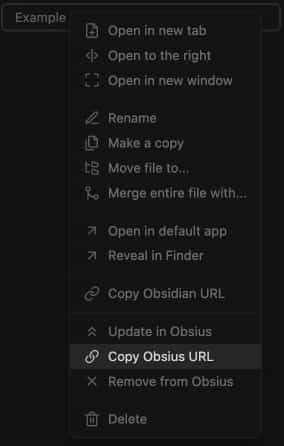 Example
Open in new tab
Open to the right
Open in new window
Rename
Make a copy
Move file to...
Merge entire file with...
Open in default app
Reveal in Finder
Copy Obsidian URL
Update in Obsius
Copy Obsius URL
Remove from Obsius
Delete